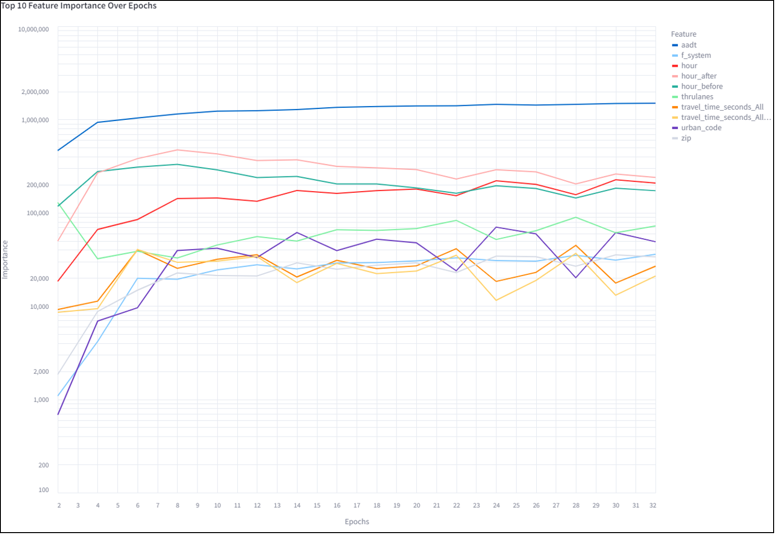 Top 10 Feature Importance Over Epochs
10,000,000
2,000,000
1,000,000
200,000
100,000
20,000
10,000
2,000
1,000
200
100
Importance
2 3 4 5 6 7 8 9 10 11 12 13 14 15 16 17 18 19 20 21 22 23 24 25 26 27 28 29 30 31 32
Epochs
Feature
aadt
f_system
hour
hour_after
hour_before
thrulanes
travel_time_seconds_All
travel_time_seconds_All...
urban_code
zip